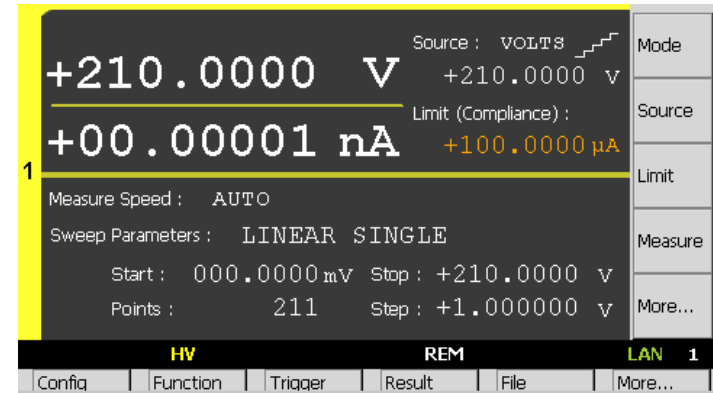 Source : VOLTS
+210.0000 V
+210.0000 V
Limit (Compliance) :
+00.00001 nA
+100.0000 µA
1
Measure Speed : AUTO
Sweep Parameters : LINEAR SINGLE
Start : 000.0000 mV Stop : +210.0000 V
Points : 211 Step : +1.000000 V
Mode
Source
Limit
Measure
More...
HV REM LAN 1
Config Function Trigger Result File More...